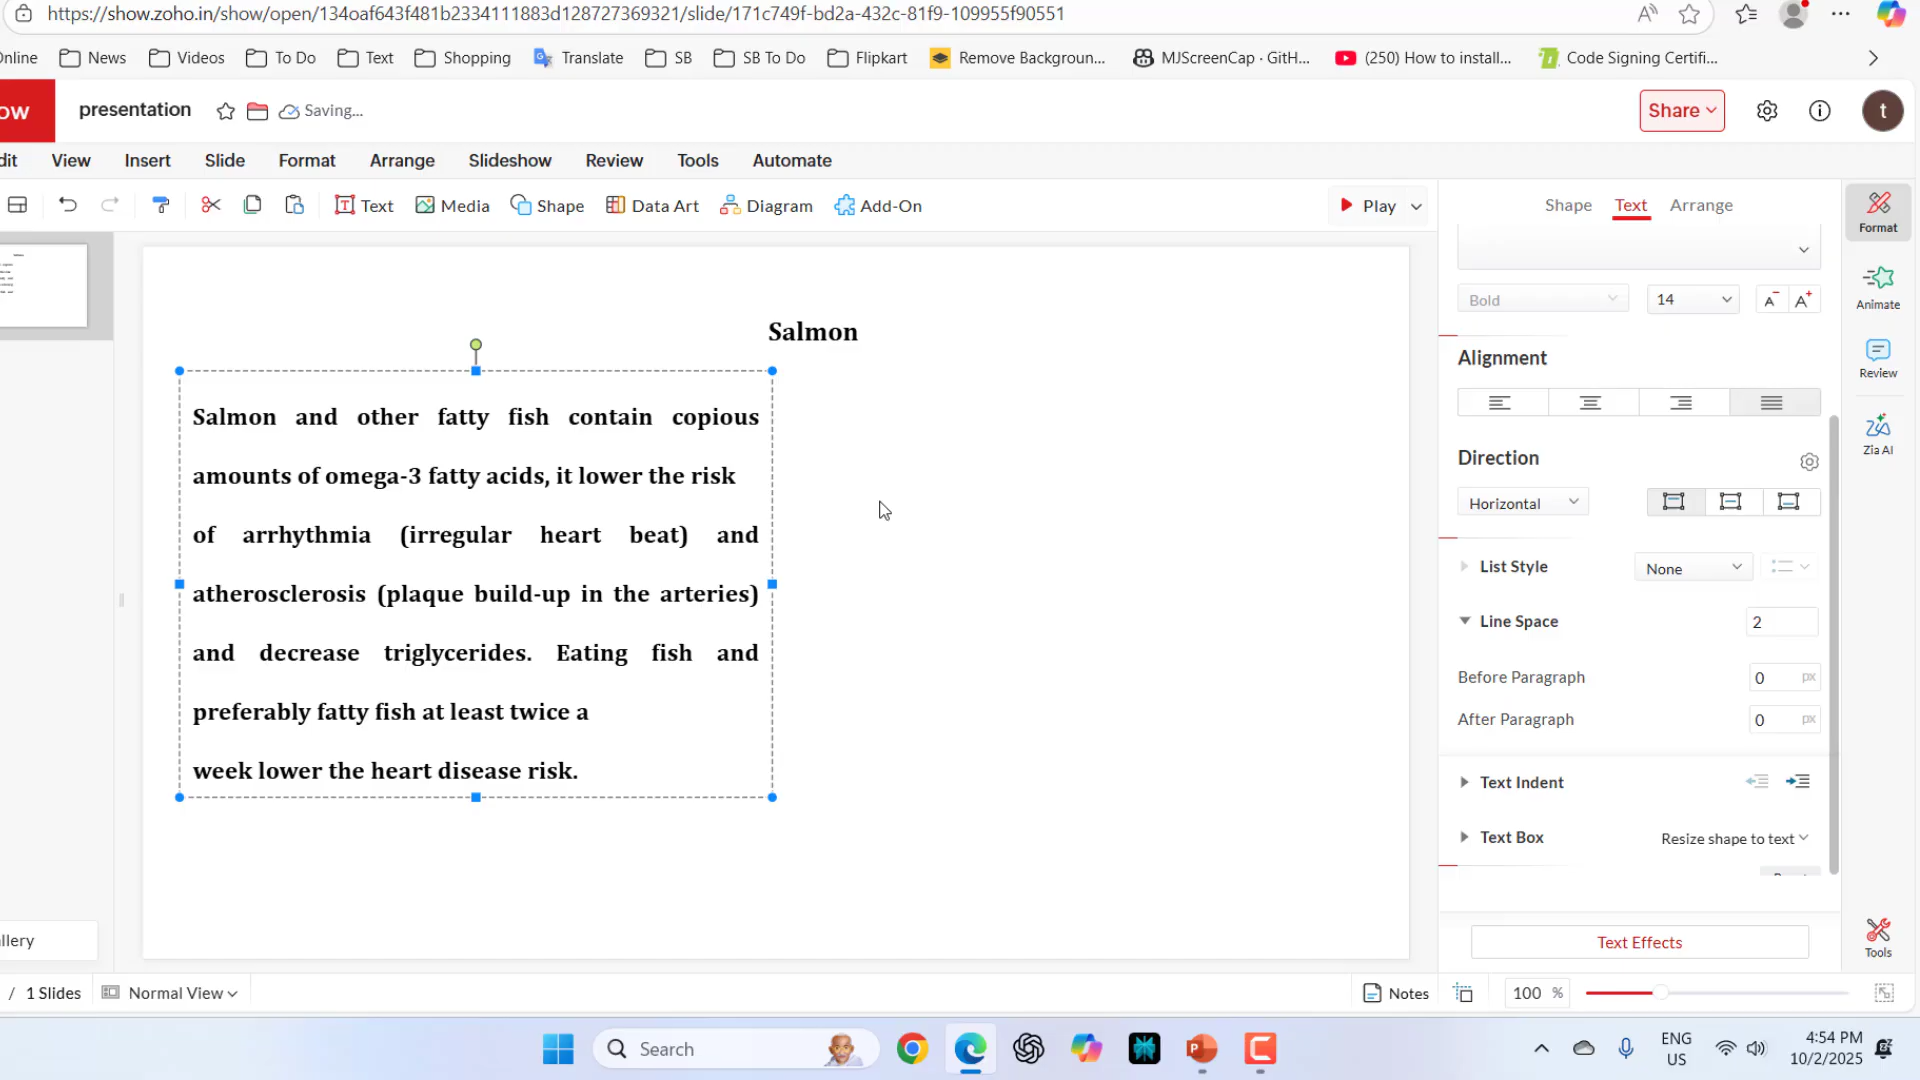 https://show.zoho.in/show/open/134oaf643f481b2334111883d128727369321/slide/171c749f-bd2a-432c-81f9-109955f90551
nline News Videos To Do Text Shopping Translate SB SB To Do Flipkart Remove Backgroun... MJScreenCap · GitH... (250) How to install... Code Signing Certifi...
ow presentation Saving... Share t
dit View Insert Slide Format Arrange Slideshow Review Tools Automate
Text Media Shape Data Art Diagram Add-On Play
Shape Text Arrange
Format
Animate
Review
Zia AI
Tools
Bold 14 A- A+
Alignment
Direction
Horizontal
List Style None
Line Space 2
Before Paragraph 0 px
After Paragraph 0 px
Text Indent
Text Box Resize shape to text
Text Effects
Salmon
Salmon and other fatty fish contain copious
amounts of omega-3 fatty acids, it lower the risk
of arrhythmia (irregular heart beat) and
atherosclerosis (plaque build-up in the arteries)
and decrease triglycerides. Eating fish and
preferably fatty fish at least twice a
week lower the heart disease risk.
llery
/ 1 Slides Normal View Notes 100 %
Search
ENG
US
4:54 PM
10/2/2025